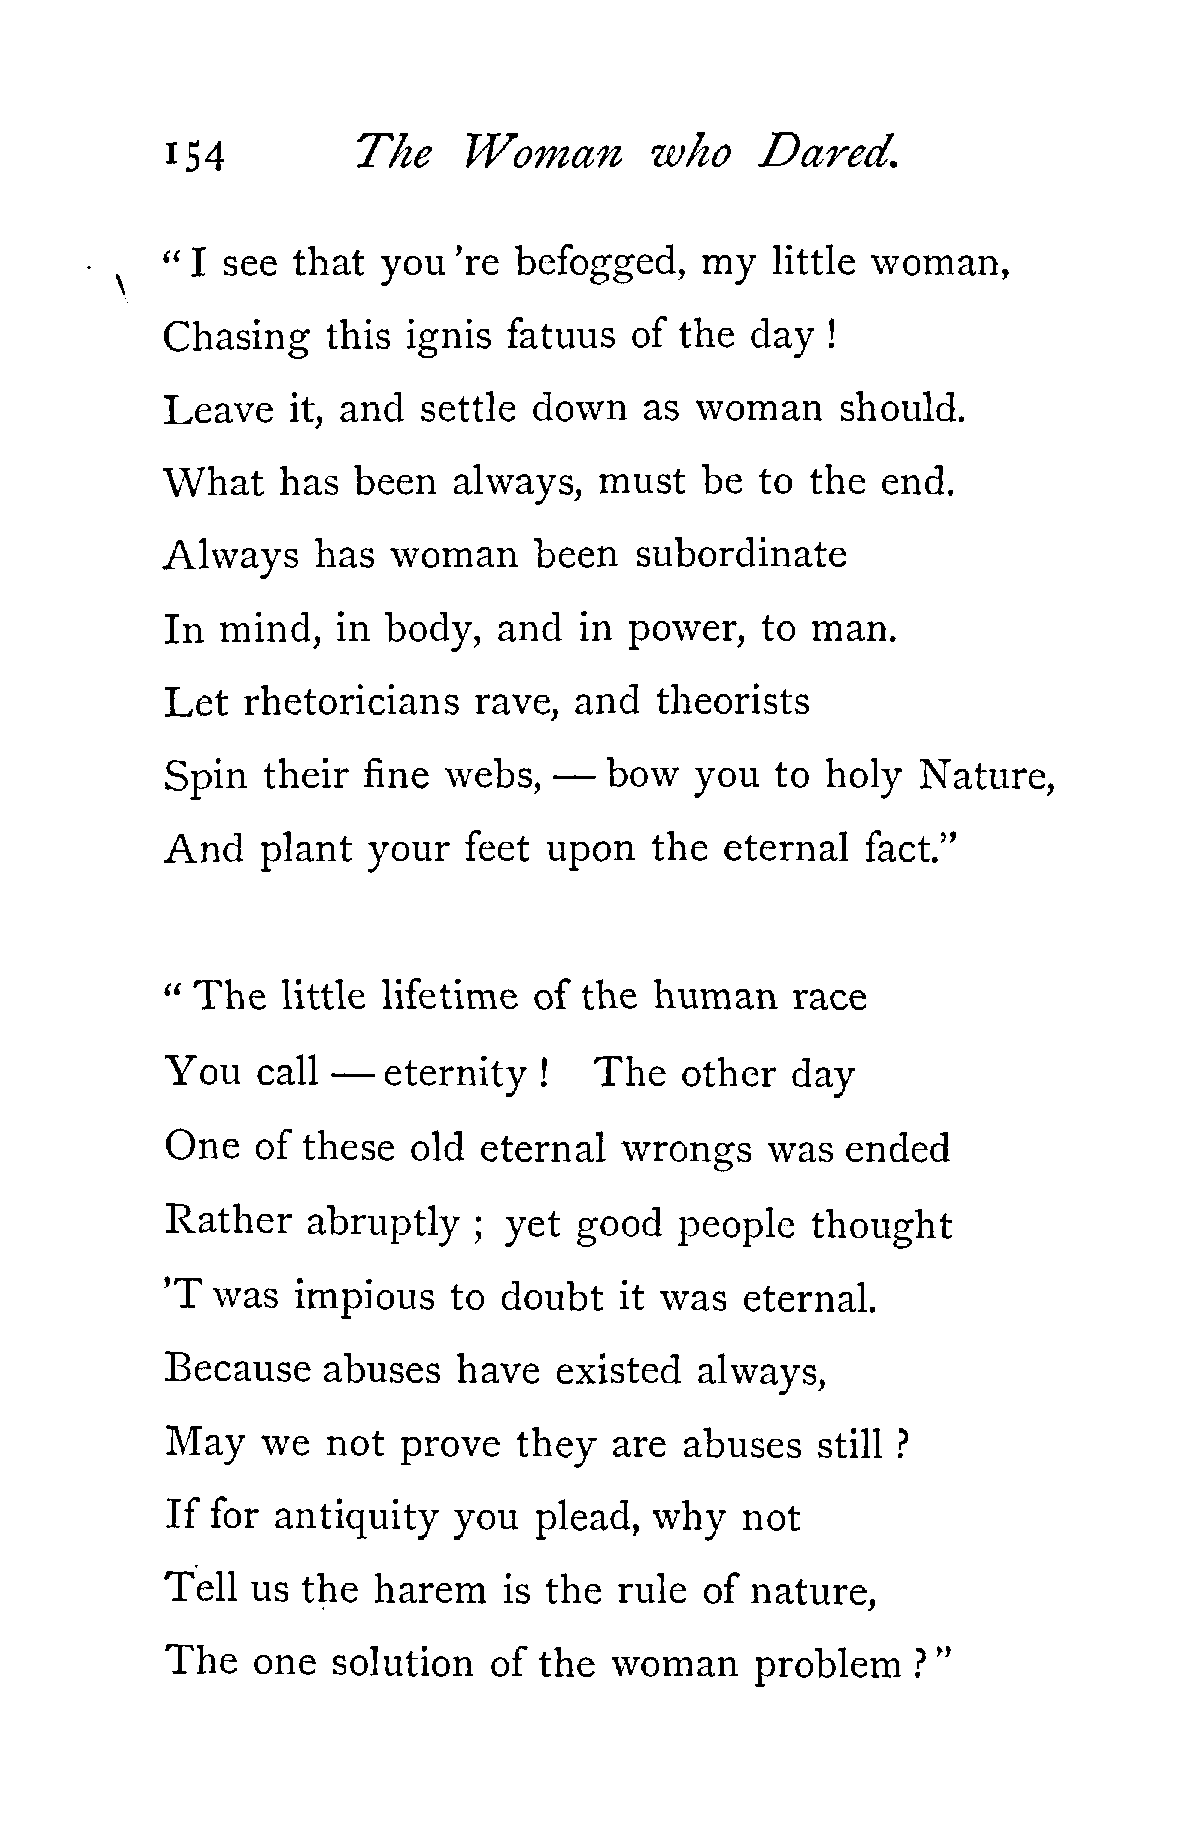 154 The Woman who Dared.
“I see that you 're befogged, my little woman,
Chasing this ignis fatuus of the day !
Leave it, and settle down as woman should.
What has been always, must be to the end.
Always has woman been subordinate
In mind, in body, and in power, to man.
Let rhetoricians rave, and theorists
Spin their fine webs, — bow you to holy Nature,
And plant your feet upon the eternal fact.”
“ The little lifetime of the human race
You call — eternity ! The other day
One of these old eternal wrongs was ended
Rather abruptly ; yet good people thought
'T was impious to doubt it was eternal.
Because abuses have existed always,
May we not prove they are abuses still ?
If for antiquity you plead, why not
Tell us the harem is the rule of nature,
The one solution of the woman problem ? ”